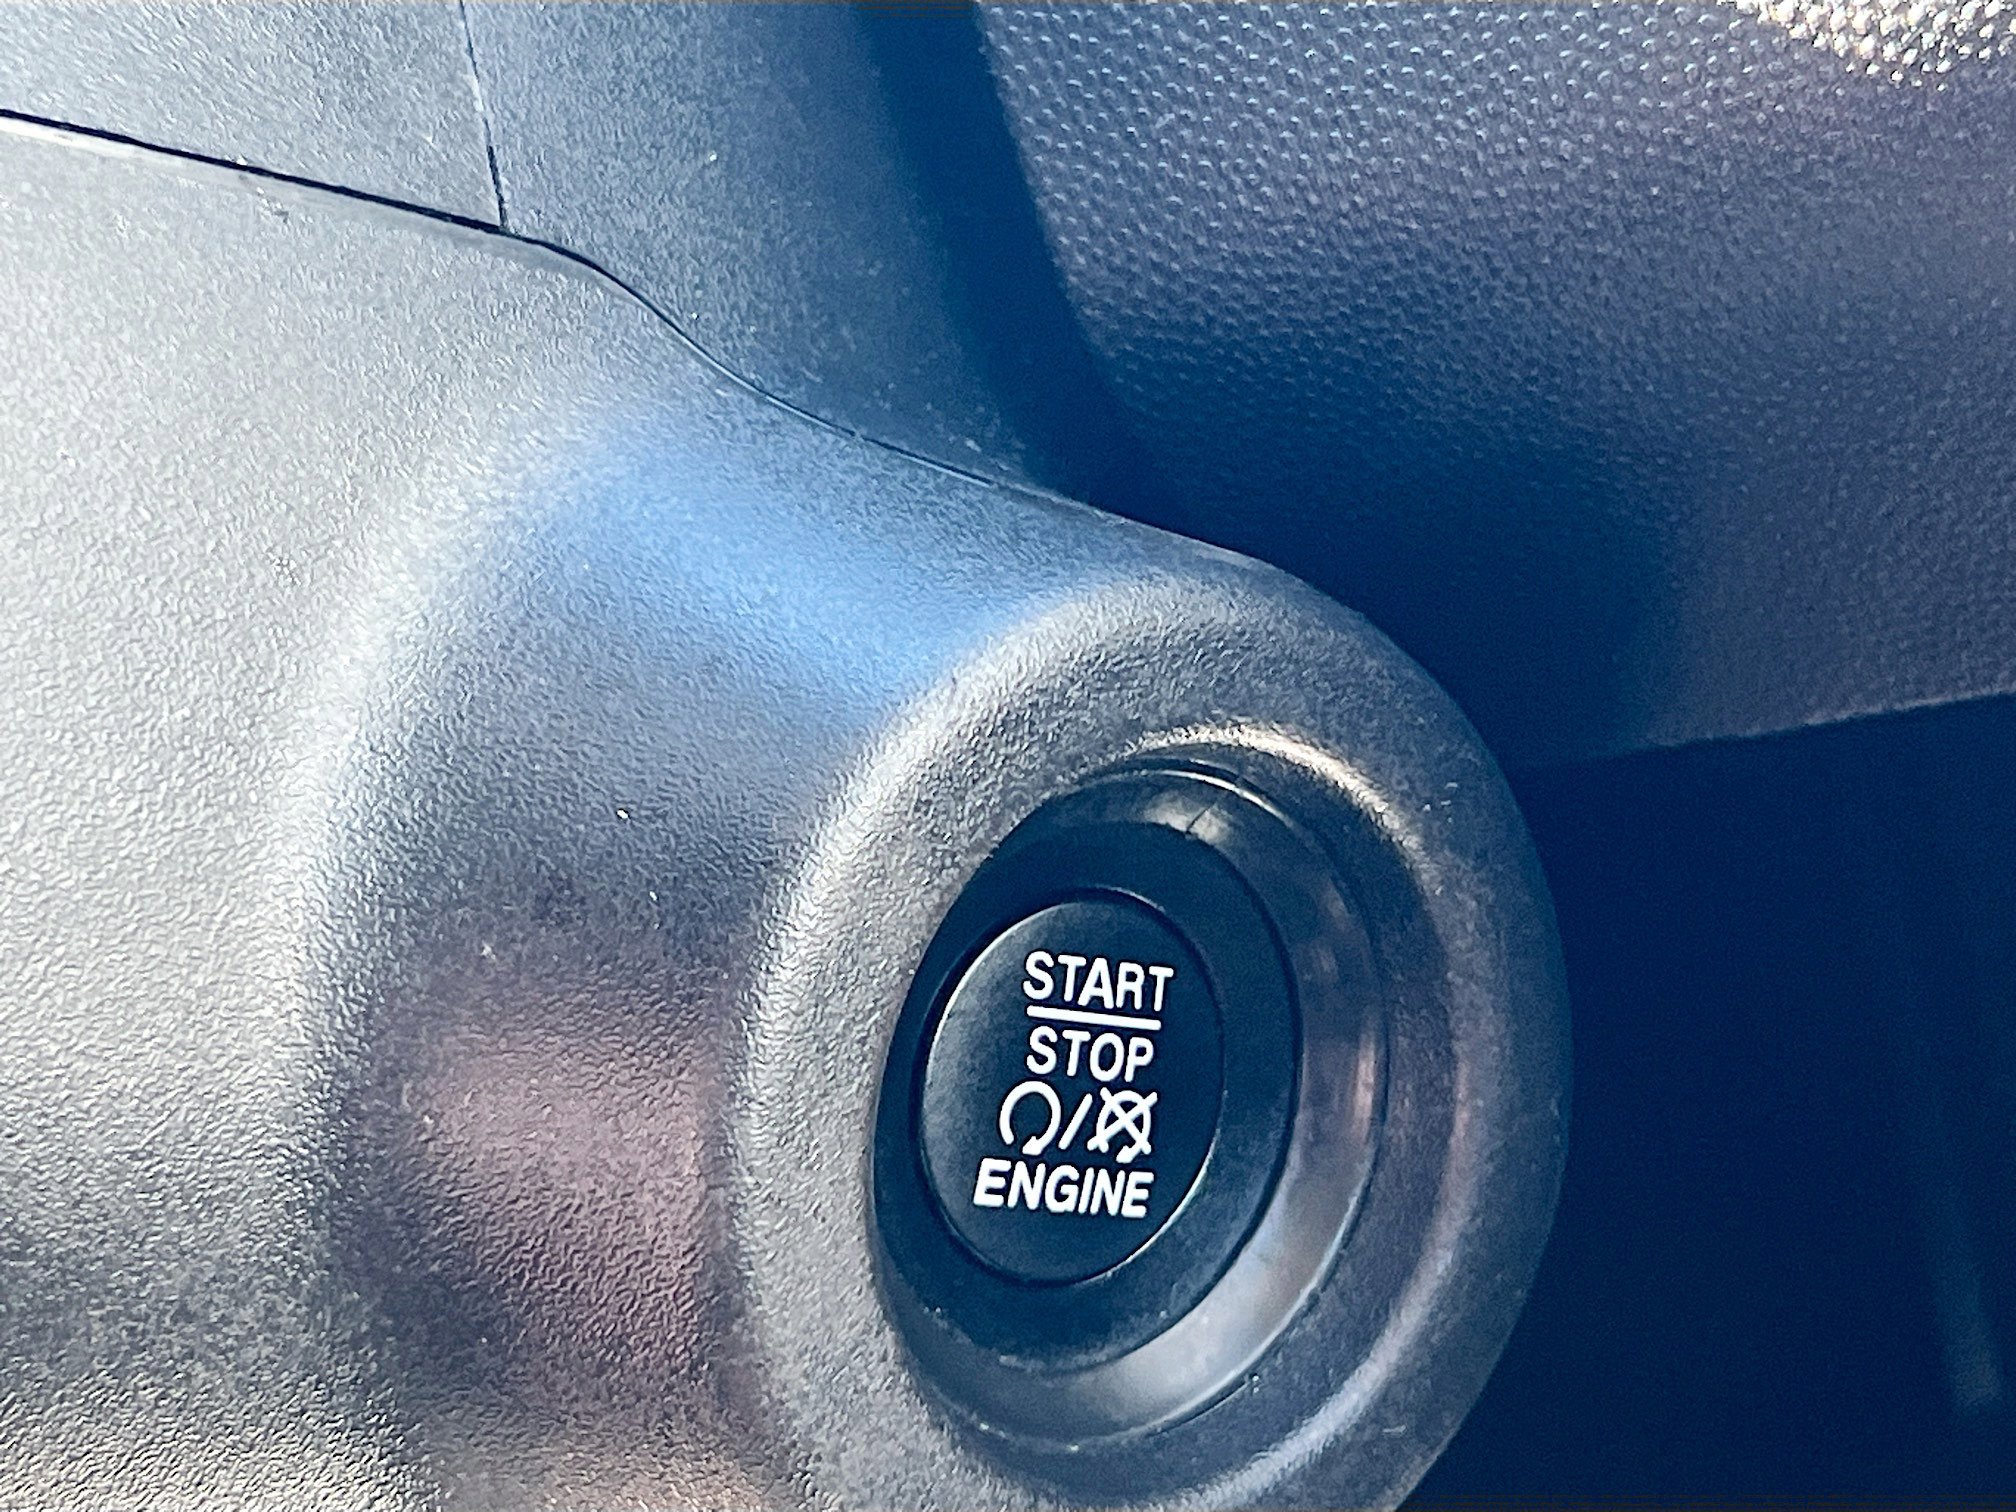 START
STOP
/
ENGINE